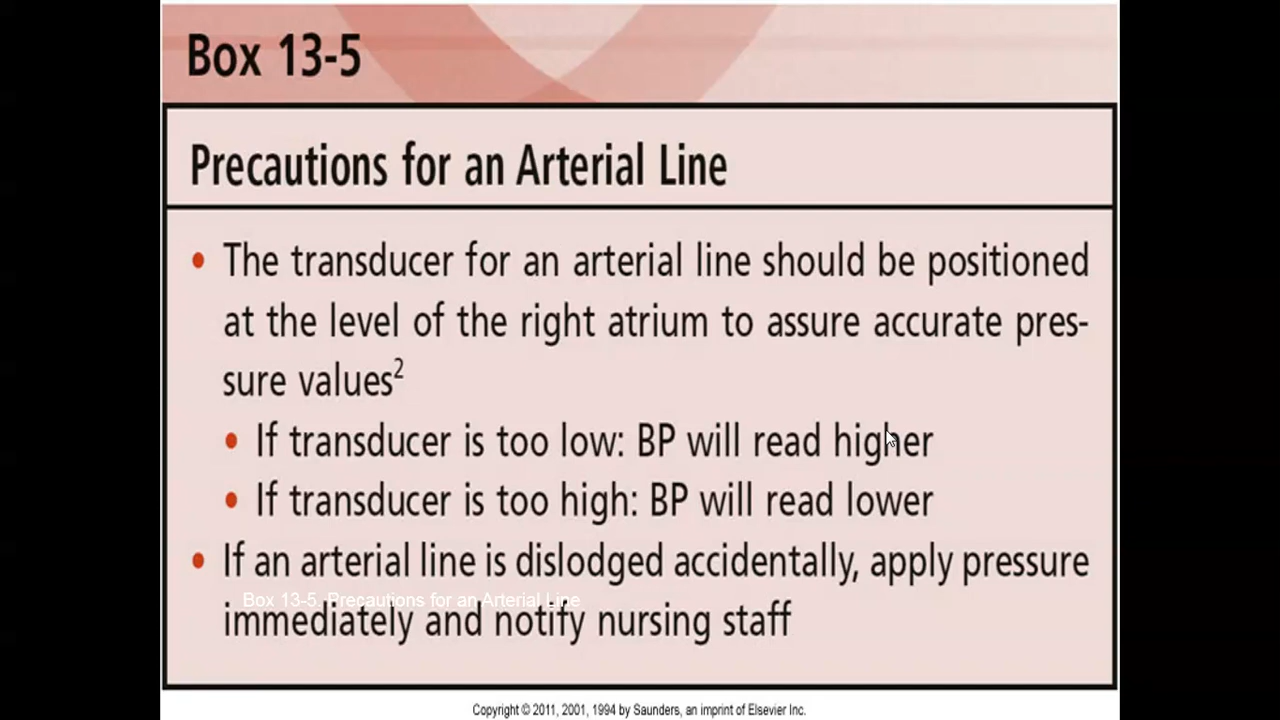 Box 13-5
Precautions for an Arterial Line
• The transducer for an arterial line should be positioned
at the level of the right atrium to assure accurate pres-
sure values²
• If transducer is too low: BP will read higher
• If transducer is too high: BP will read lower
• If an arterial line is dislodged accidentally, apply pressure
Box 13-5. Precautions for an Arterial Line
immediately and notify nursing staff
Copyright © 2011, 2001, 1994 by Saunders, an imprint of Elsevier Inc.